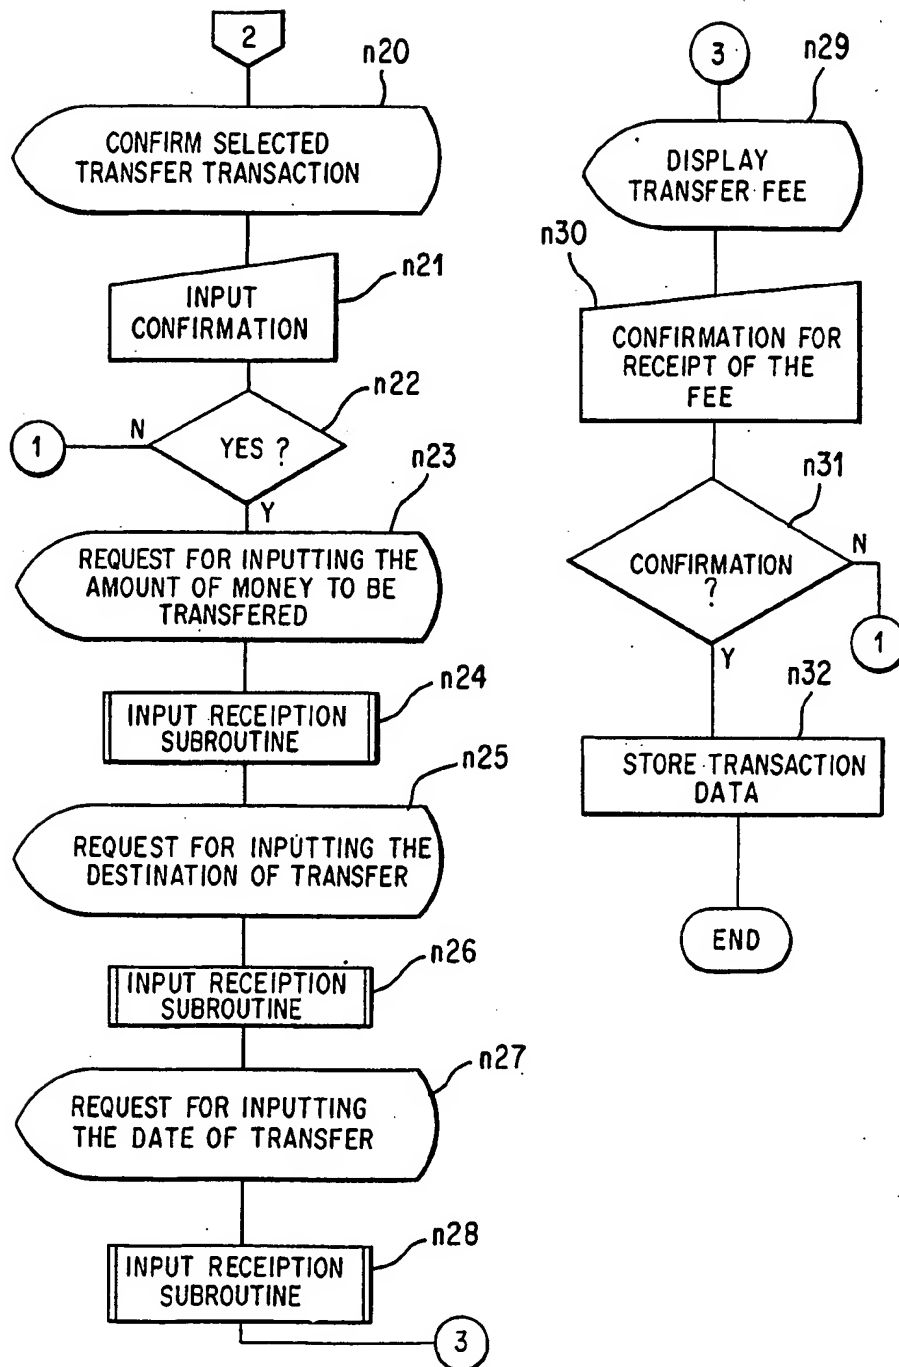 2
n20
CONFIRM SELECTED
TRANSFER TRANSACTION
n21
INPUT
CONFIRMATION
n22
YES ?
N
1
Y
n23
REQUEST FOR INPUTTING THE
AMOUNT OF MONEY TO BE
TRANSFERED
n24
INPUT RECEIPTION
SUBROUTINE
n25
REQUEST FOR INPUTTING THE
DESTINATION OF TRANSFER
n26
INPUT RECEIPTION
SUBROUTINE
n27
REQUEST FOR INPUTTING
THE DATE OF TRANSFER
n28
INPUT RECEIPTION
SUBROUTINE
3
3
n29
DISPLAY
TRANSFER FEE
n30
CONFIRMATION FOR
RECEIPT OF THE
FEE
n31
CONFIRMATION
?
N
1
Y
n32
STORE TRANSACTION
DATA
END